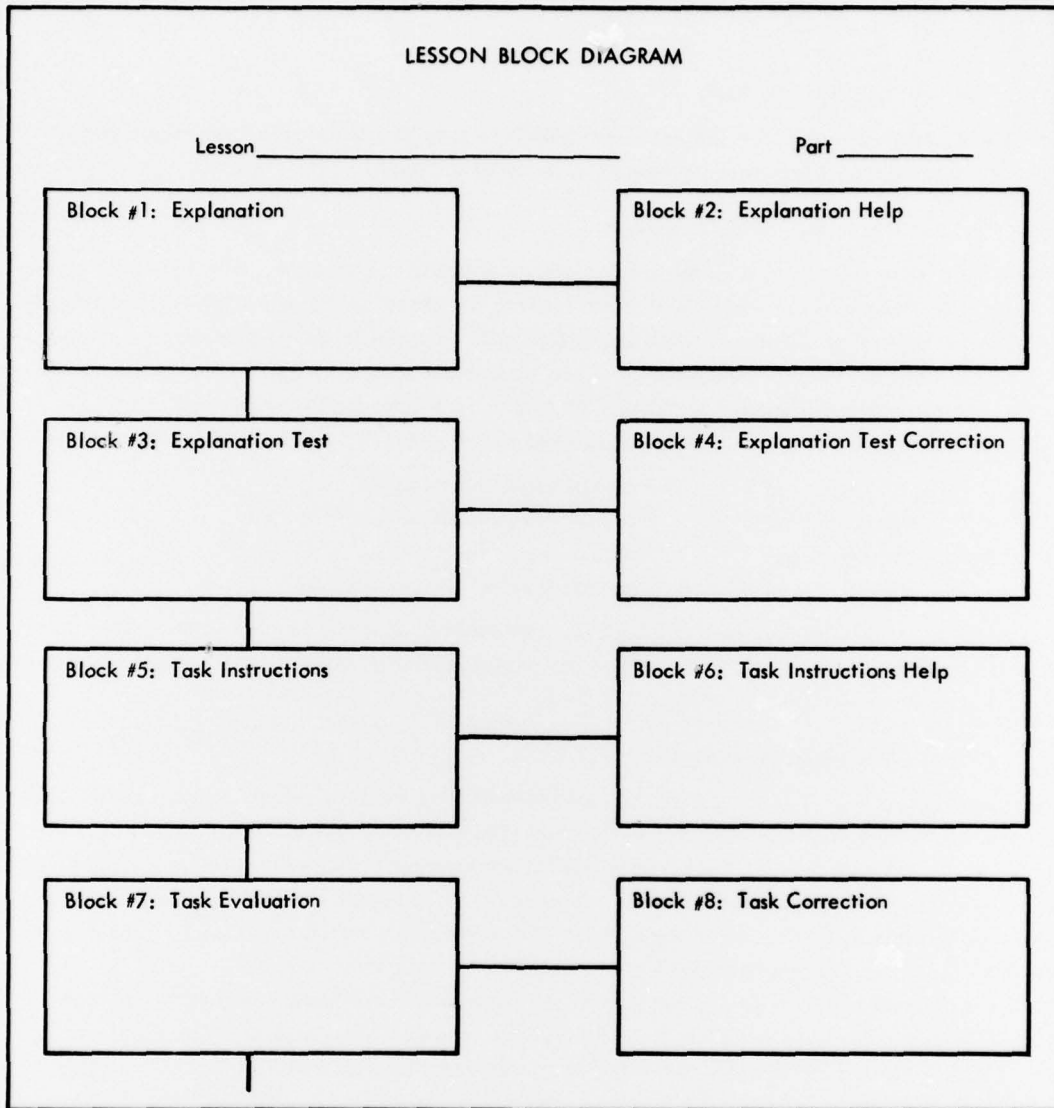 LESSON BLOCK DIAGRAM
Lesson Part
Block #1: Explanation
Block #2: Explanation Help
Block #3: Explanation Test
Block #4: Explanation Test Correction
Block #5: Task Instructions
Block #6: Task Instructions Help
Block #7: Task Evaluation
Block #8: Task Correction